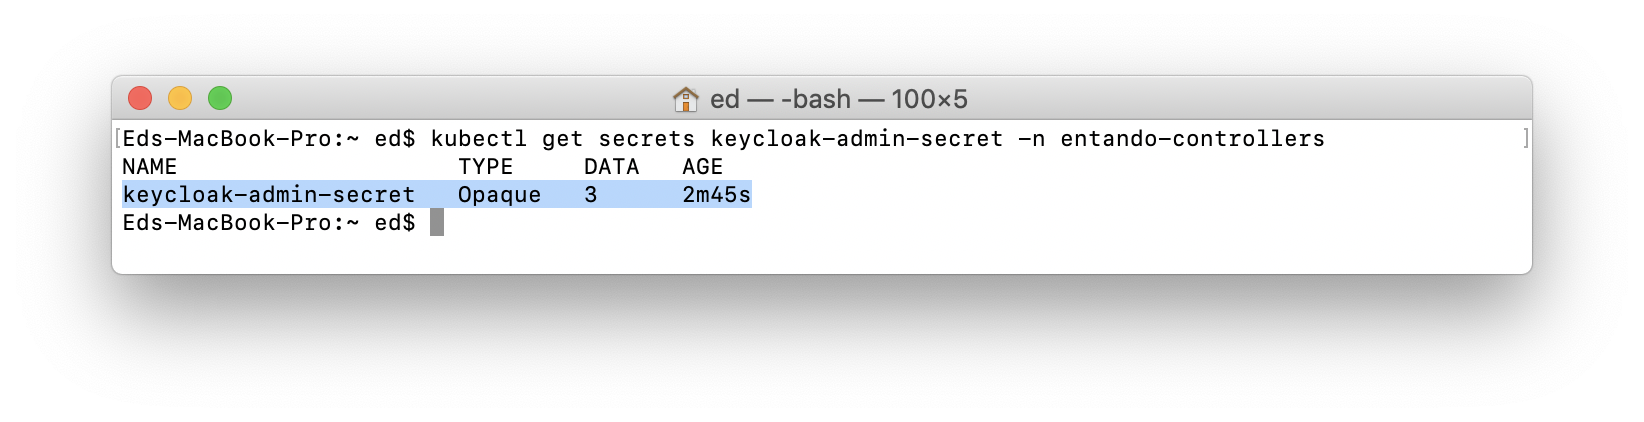 ed — -bash — 100×5
[Eds-MacBook-Pro:~ ed$ kubectl get secrets keycloak-admin-secret -n entando-controllers ]
NAME TYPE DATA AGE
keycloak-admin-secret Opaque 3 2m45s
Eds-MacBook-Pro:~ ed$